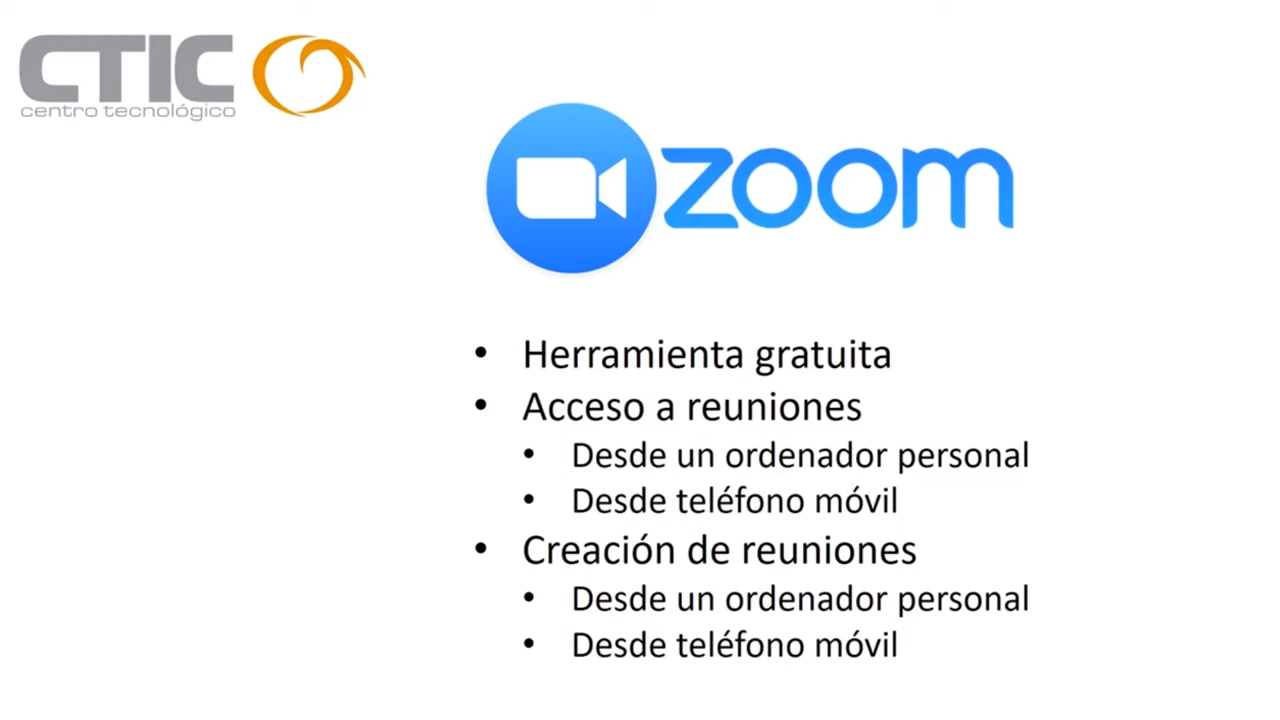 CTIC
centro tecnológico
zoom
• Herramienta gratuita
• Acceso a reuniones
• Desde un ordenador personal
• Desde teléfono móvil
• Creación de reuniones
• Desde un ordenador personal
• Desde teléfono móvil